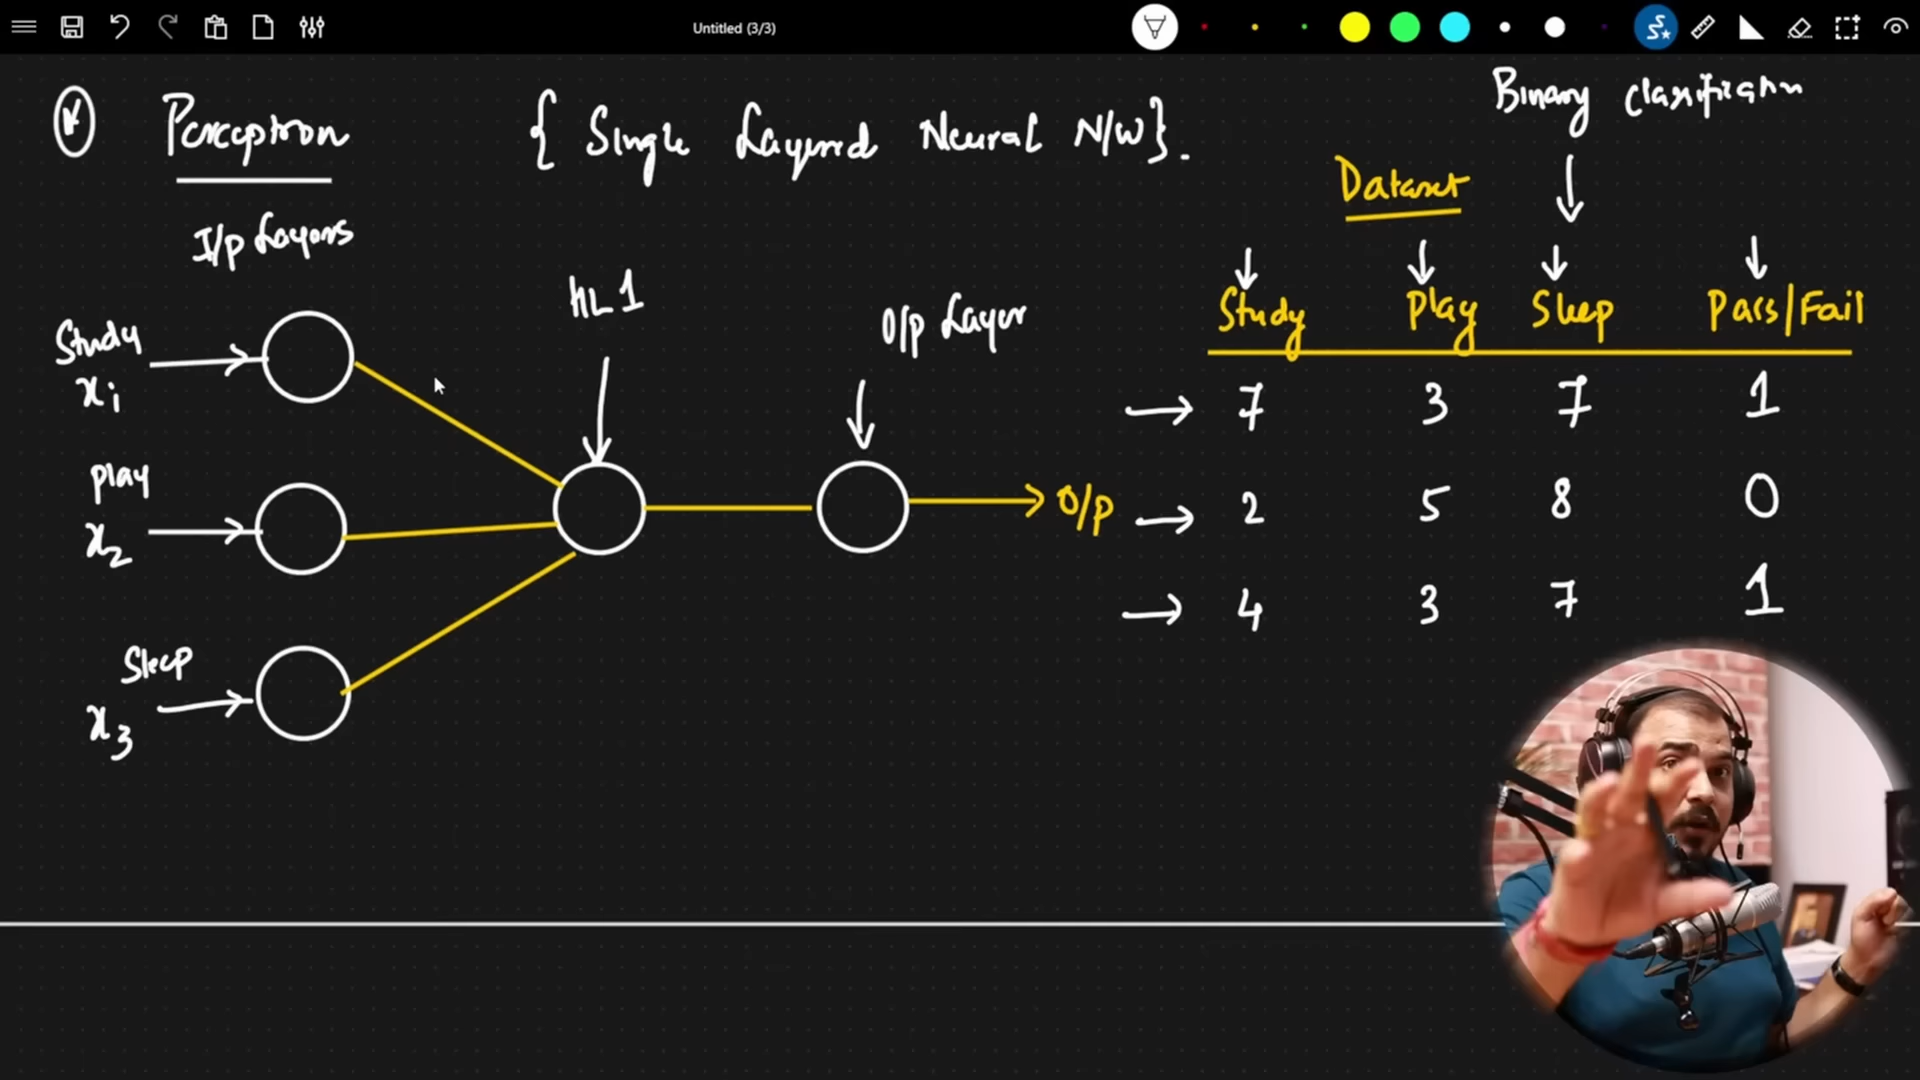 Untitled (3/3)
Perceptron { Single Layered Neural N/W}.
Binary Classification
Dataset
I/p Layers
HL 1
O/p Layer
Study Play Sleep Pass/Fail
Study
x1
7 3 7 1
Play
x2
O/p
2 5 8 0
4 3 7 1
Sleep
x3